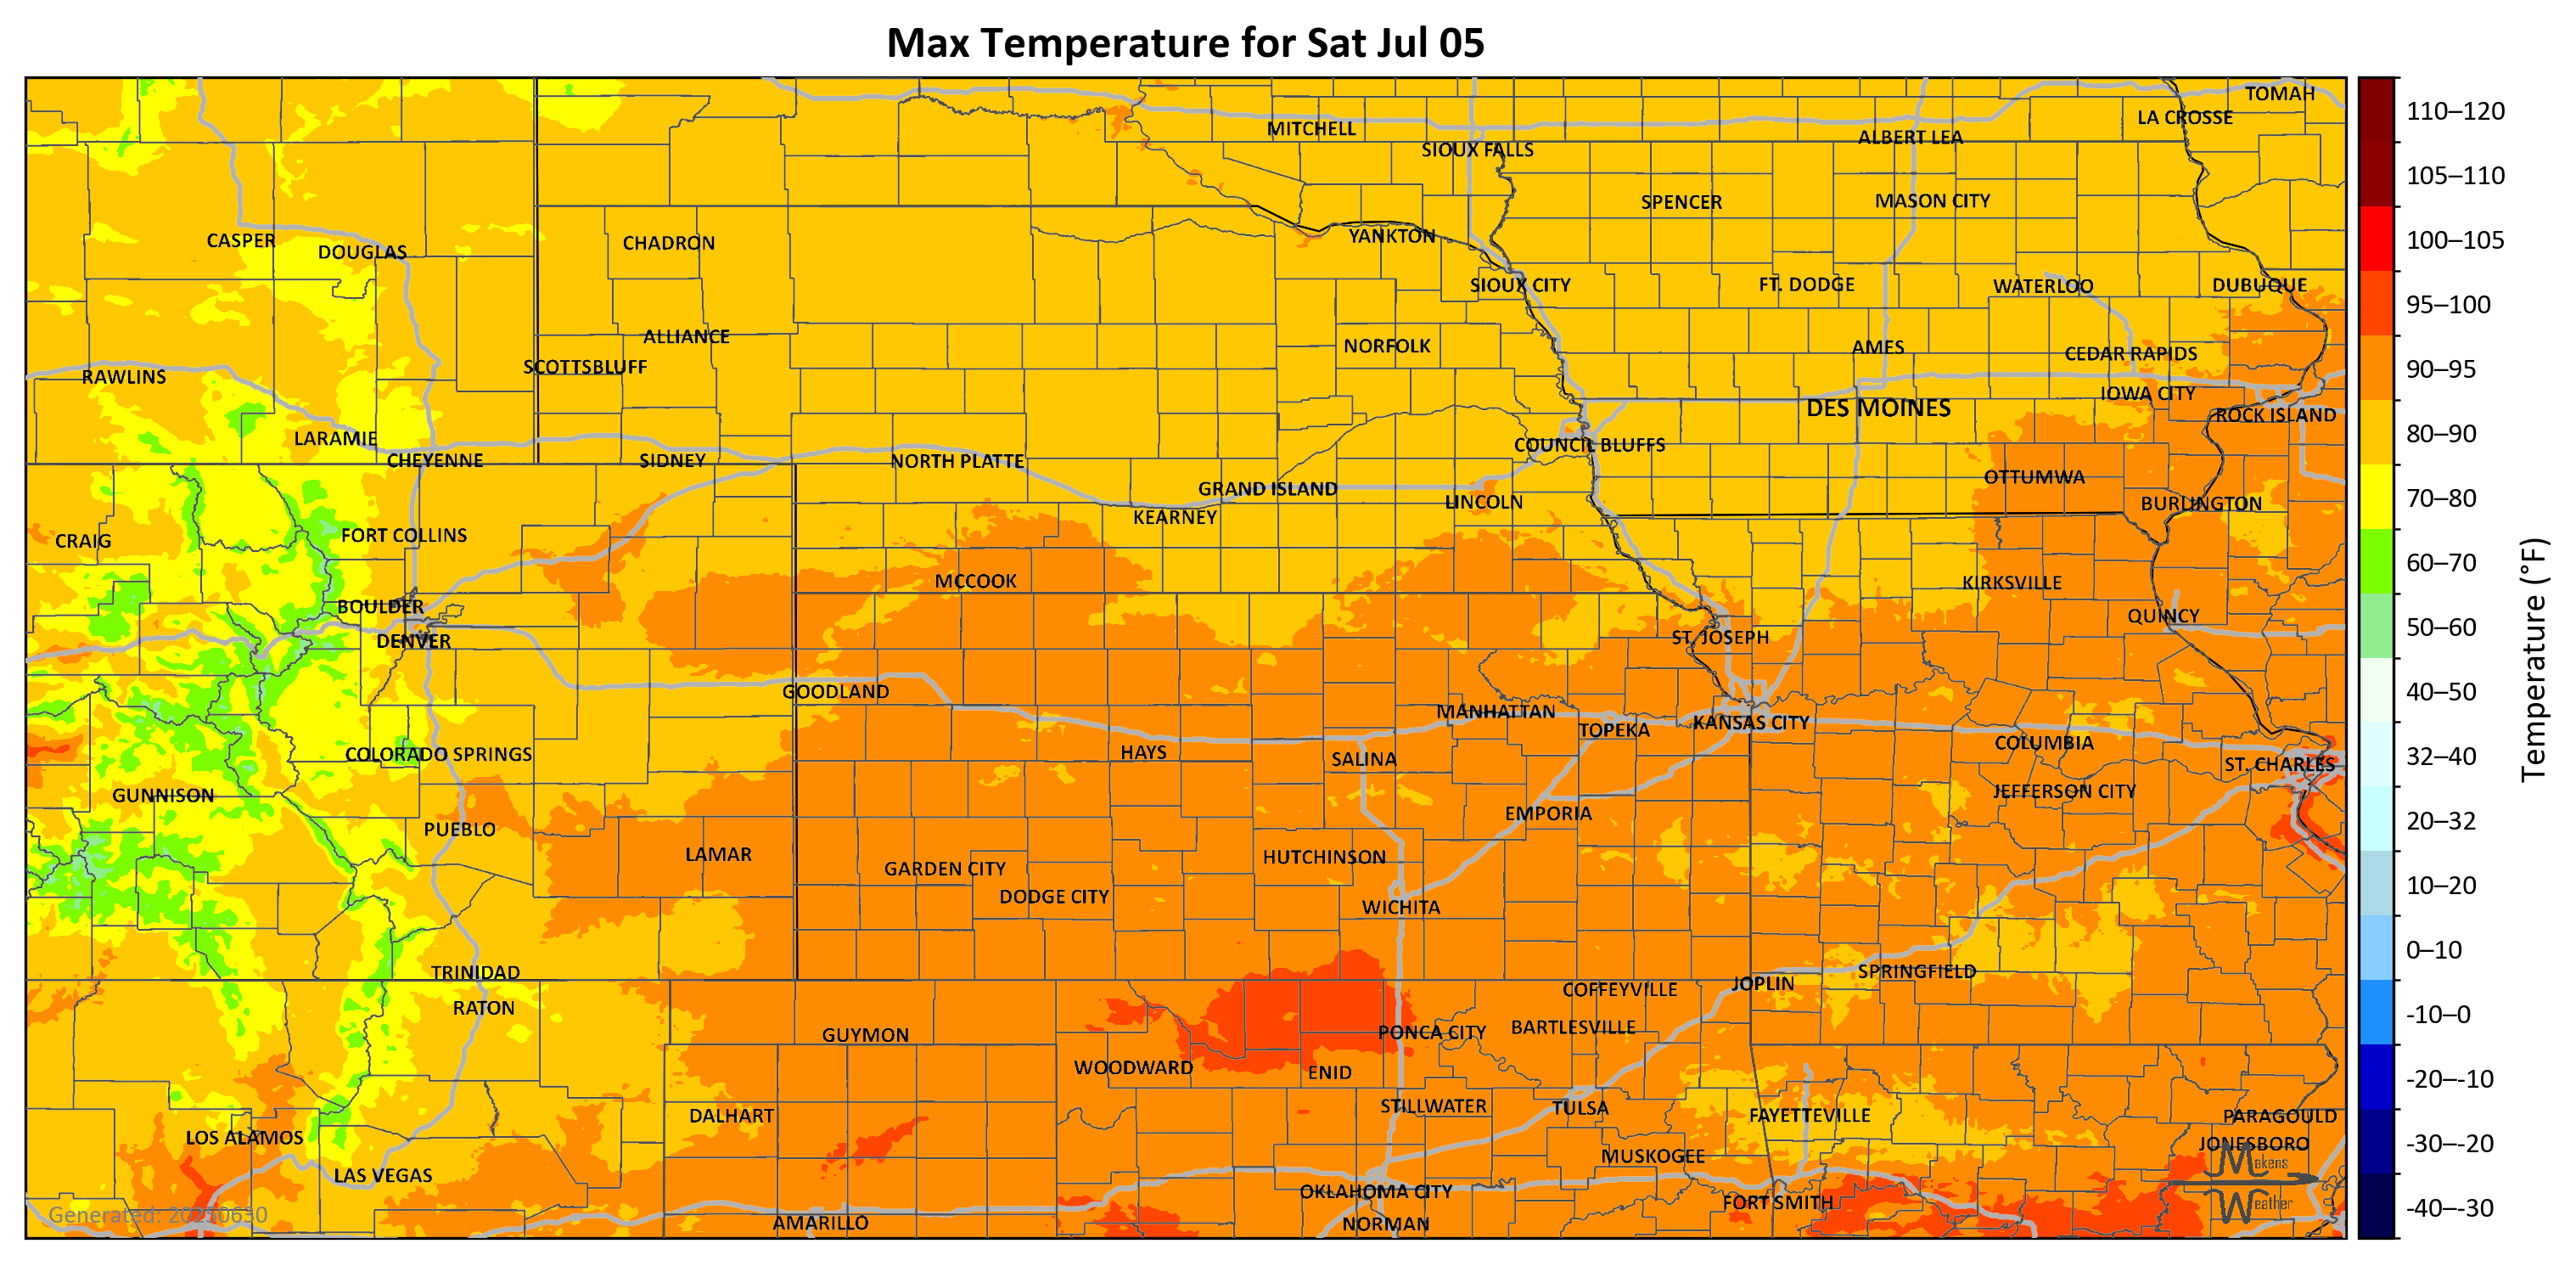 Max Temperature for Sat Jul 05
TOMAH
LA CROSSE
MITCHELL
ALBERT LEA
SIOUX FALLS
SPENCER
MASON CITY
CASPER
DOUGLAS
CHADRON
YANKTON
SIOUX CITY
FT. DODGE
WATERLOO
DUBUQUE
ALLIANCE
NORFOLK
AMES
CEDAR RAPIDS
SCOTTSBLUFF
RAWLINS
IOWA CITY
DES MOINES
ROCK ISLAND
LARAMIE
COUNCIL BLUFFS
CHEYENNE
SIDNEY
NORTH PLATTE
OTTUMWA
GRAND ISLAND
LINCOLN
BURLINGTON
KEARNEY
FORT COLLINS
CRAIG
MCCOOK
KIRKSVILLE
BOULDER
QUINCY
DENVER
ST. JOSEPH
GOODLAND
MANHATTAN
TOPEKA
KANSAS CITY
COLUMBIA
COLORADO SPRINGS
HAYS
SALINA
ST. CHARLES
GUNNISON
JEFFERSON CITY
EMPORIA
PUEBLO
LAMAR
HUTCHINSON
GARDEN CITY
DODGE CITY
WICHITA
TRINIDAD
SPRINGFIELD
JOPLIN
COFFEYVILLE
RATON
GUYMON
PONCA CITY
BARTLESVILLE
WOODWARD
ENID
STILLWATER
TULSA
DALHART
FAYETTEVILLE
PARAGOULD
LOS ALAMOS
JONESBORO
MUSKOGEE
LAS VEGAS
OKLAHOMA CITY
FORT SMITH
AMARILLO
NORMAN
Generated: 20250630
Makens
Weather
110–120
105–110
100–105
95–100
90–95
80–90
70–80
60–70
50–60
40–50
32–40
20–32
10–20
0–10
-10–0
-20–-10
-30–-20
-40–-30
Temperature (°F)